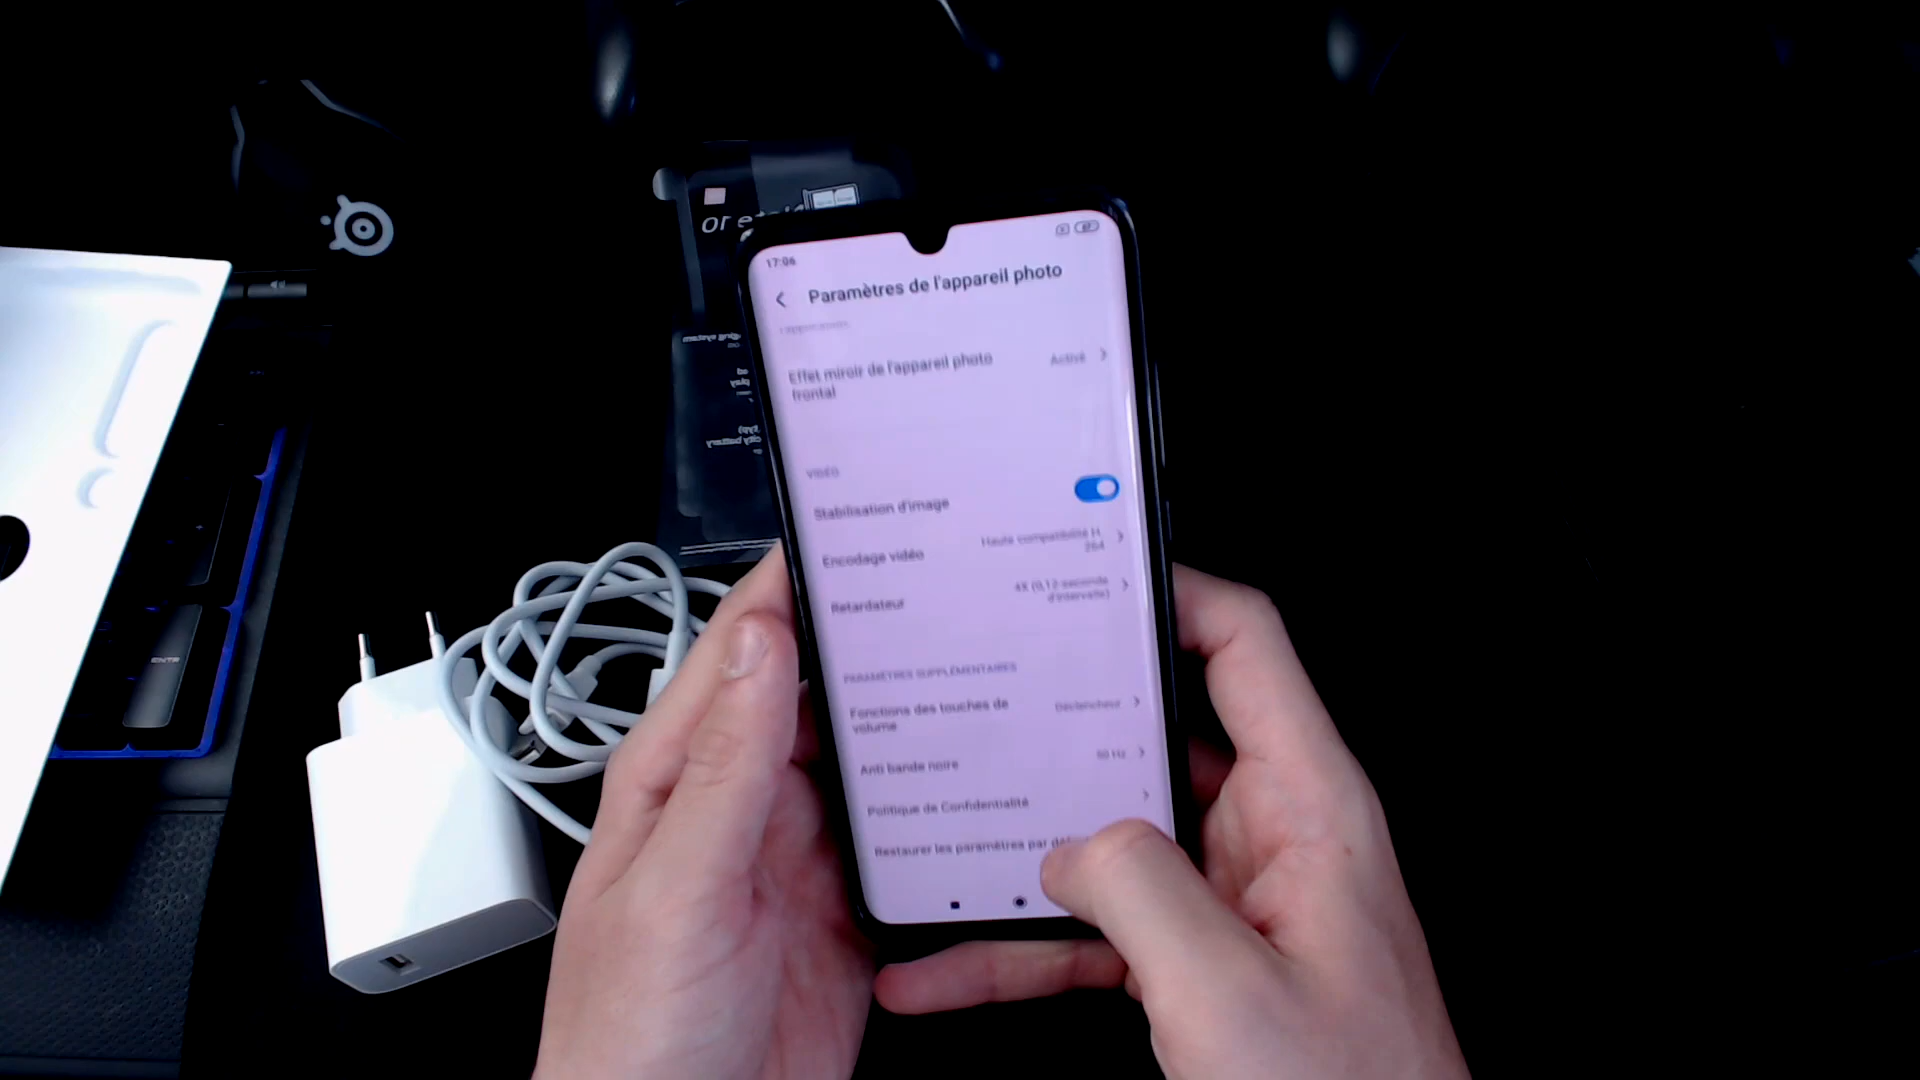 17:06
Paramètres de l'appareil photo
Effet miroir de l'appareil photo
frontal
Activé
VIDÉO
Stabilisation d'image
Encodage vidéo
Haute compatibilité H.
264
Retardateur
4X (0,12 seconde
d'intervalle)
PARAMÈTRES SUPPLÉMENTAIRES
Fonctions des touches de
volume
Déclencheur
Anti bande noire
50 Hz
Politique de Confidentialité
Restaurer les paramètres par
ENTR